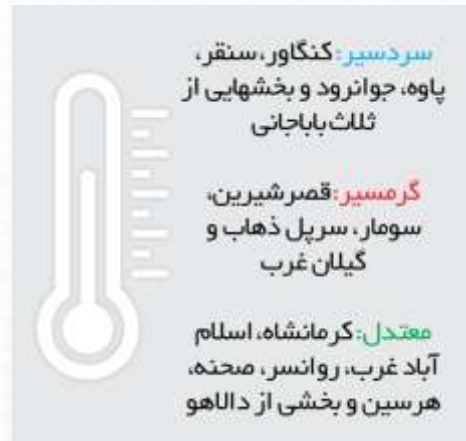 سردسیر: کنگاور، سنقر،
پاوه، جوانرود و بخشهایی از
ثلاث باباجانی
گرمسیر: قصرشیرین،
سومار، سرپل ذهاب و
گیلان غرب
معتدل: کرمانشاه، اسلام
آباد غرب، روانسر، صحنه،
هرسین و بخشی از دالاهو